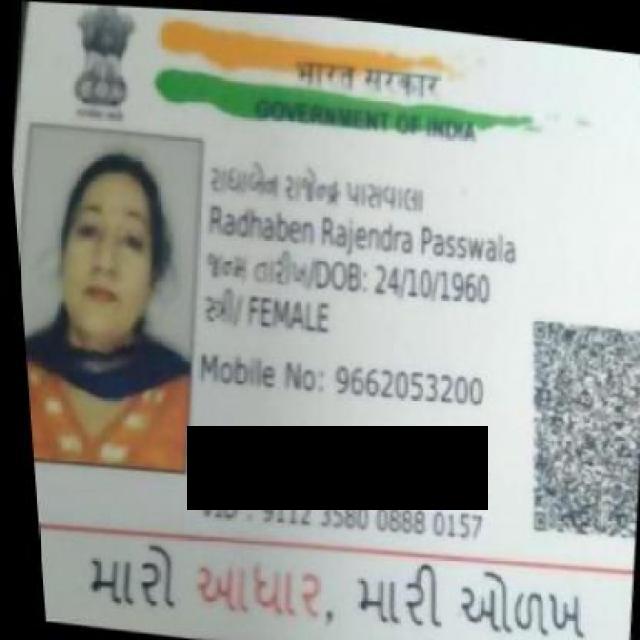 भारत सरकार
GOVERNMENT OF INDIA
રાધાબેન રાજેન્દ્ર પાસવાલા
Radhaben Rajendra Passwala
જન્મ તારીખ/DOB: 24/10/1960
સ્ત્રી/ FEMALE
Mobile No: 9662053200
VID : 9112 3580 0888 0157
મારો આધાર, મારી ઓળખ